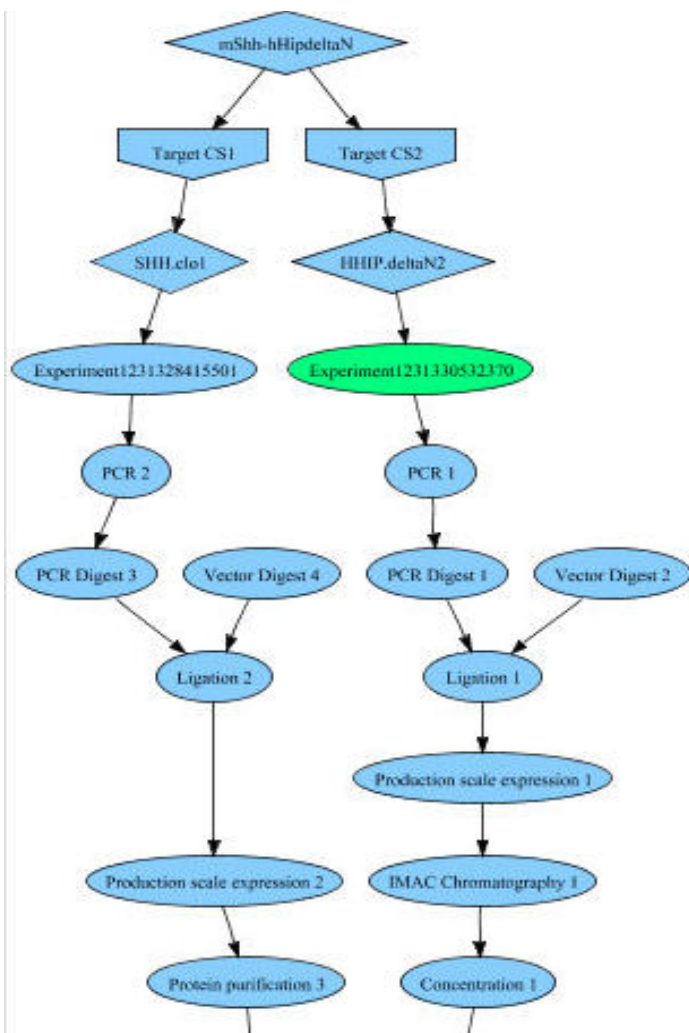 mShh-hHipdeltaN
Target CS1
Target CS2
SHH.clo1
HHIP.deltaN2
Experiment1231328415501
Experiment1231330532370
PCR 2
PCR 1
PCR Digest 3
Vector Digest 4
PCR Digest 1
Vector Digest 2
Ligation 2
Ligation 1
Production scale expression 1
Production scale expression 2
IMAC Chromatography 1
Protein purification 3
Concentration 1